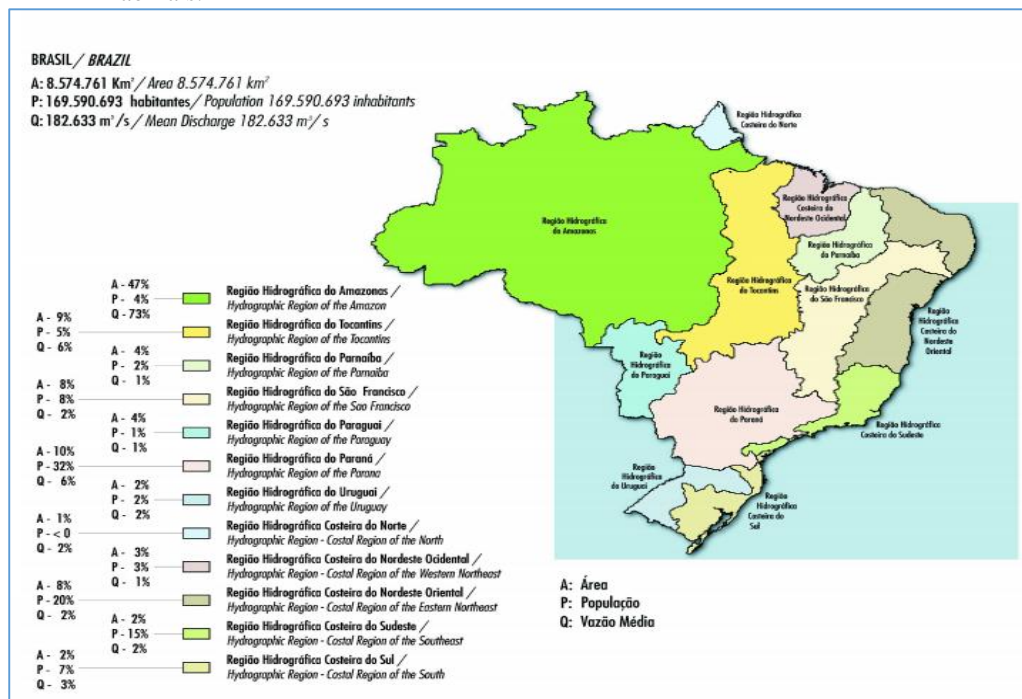 BRASIL / BRAZIL
A: 8.574.761 Km² / Area 8.574.761 km²
P: 169.590.693 habitantes / Population 169.590.693 inhabitants
Q: 182.633 m³/s / Mean Discharge 182.633 m³/s
Região Hidrográfica
Costeira do Norte
Região Hidrográfica
do Amazonas
Região Hidrográfica
Costeira do
Nordeste Ocidental
Região Hidrográfica
do Parnaíba
Região Hidrográfica
do Tocantins
Região Hidrográfica
do São Francisco
Região
Hidrográfica
Costeira do
Nordeste
Oriental
Região
Hidrográfica
do Paraguai
Região Hidrográfica
do Paraná
Região Hidrográfica
Costeira do Sudeste
Região
Hidrográfica
do Uruguai
Região
Hidrográfica
Costeira do
Sul
A - 47%
P - 4%
Q - 73%
Região Hidrográfica do Amazonas /
Hydrographic Region of the Amazon
A - 9%
P - 5%
Q - 6%
Região Hidrográfica do Tocantins /
Hydrographic Region of the Tocantins
A - 4%
P - 2%
Q - 1%
Região Hidrográfica do Parnaíba /
Hydrographic Region of the Parnaiba
A - 8%
P - 8%
Q - 2%
Região Hidrográfica do São Francisco /
Hydrographic Region of the Sao Francisco
A - 4%
P - 1%
Q - 1%
Região Hidrográfica do Paraguai /
Hydrographic Region of the Paraguay
A - 10%
P - 32%
Q - 6%
Região Hidrográfica do Paraná /
Hydrographic Region of the Parana
A - 2%
P - 2%
Q - 2%
Região Hidrográfica do Uruguai /
Hydrographic Region of the Uruguay
A - 1%
P - < 0
Q - 2%
Região Hidrográfica Costeira do Norte /
Hydrographic Region - Costal Region of the North
A - 3%
P - 3%
Q - 1%
Região Hidrográfica Costeira do Nordeste Ocidental /
Hydrographic Region - Costal Region of the Western Northeast
A - 8%
P - 20%
Q - 2%
Região Hidrográfica Costeira do Nordeste Oriental /
Hydrographic Region - Costal Region of the Eastern Northeast
A - 2%
P - 15%
Q - 2%
Região Hidrográfica Costeira do Sudeste /
Hydrographic Region - Costal Region of the Southeast
A - 2%
P - 7%
Q - 3%
Região Hidrográfica Costeira do Sul /
Hydrographic Region - Costal Region of the South
A: Área
P: População
Q: Vazão Média